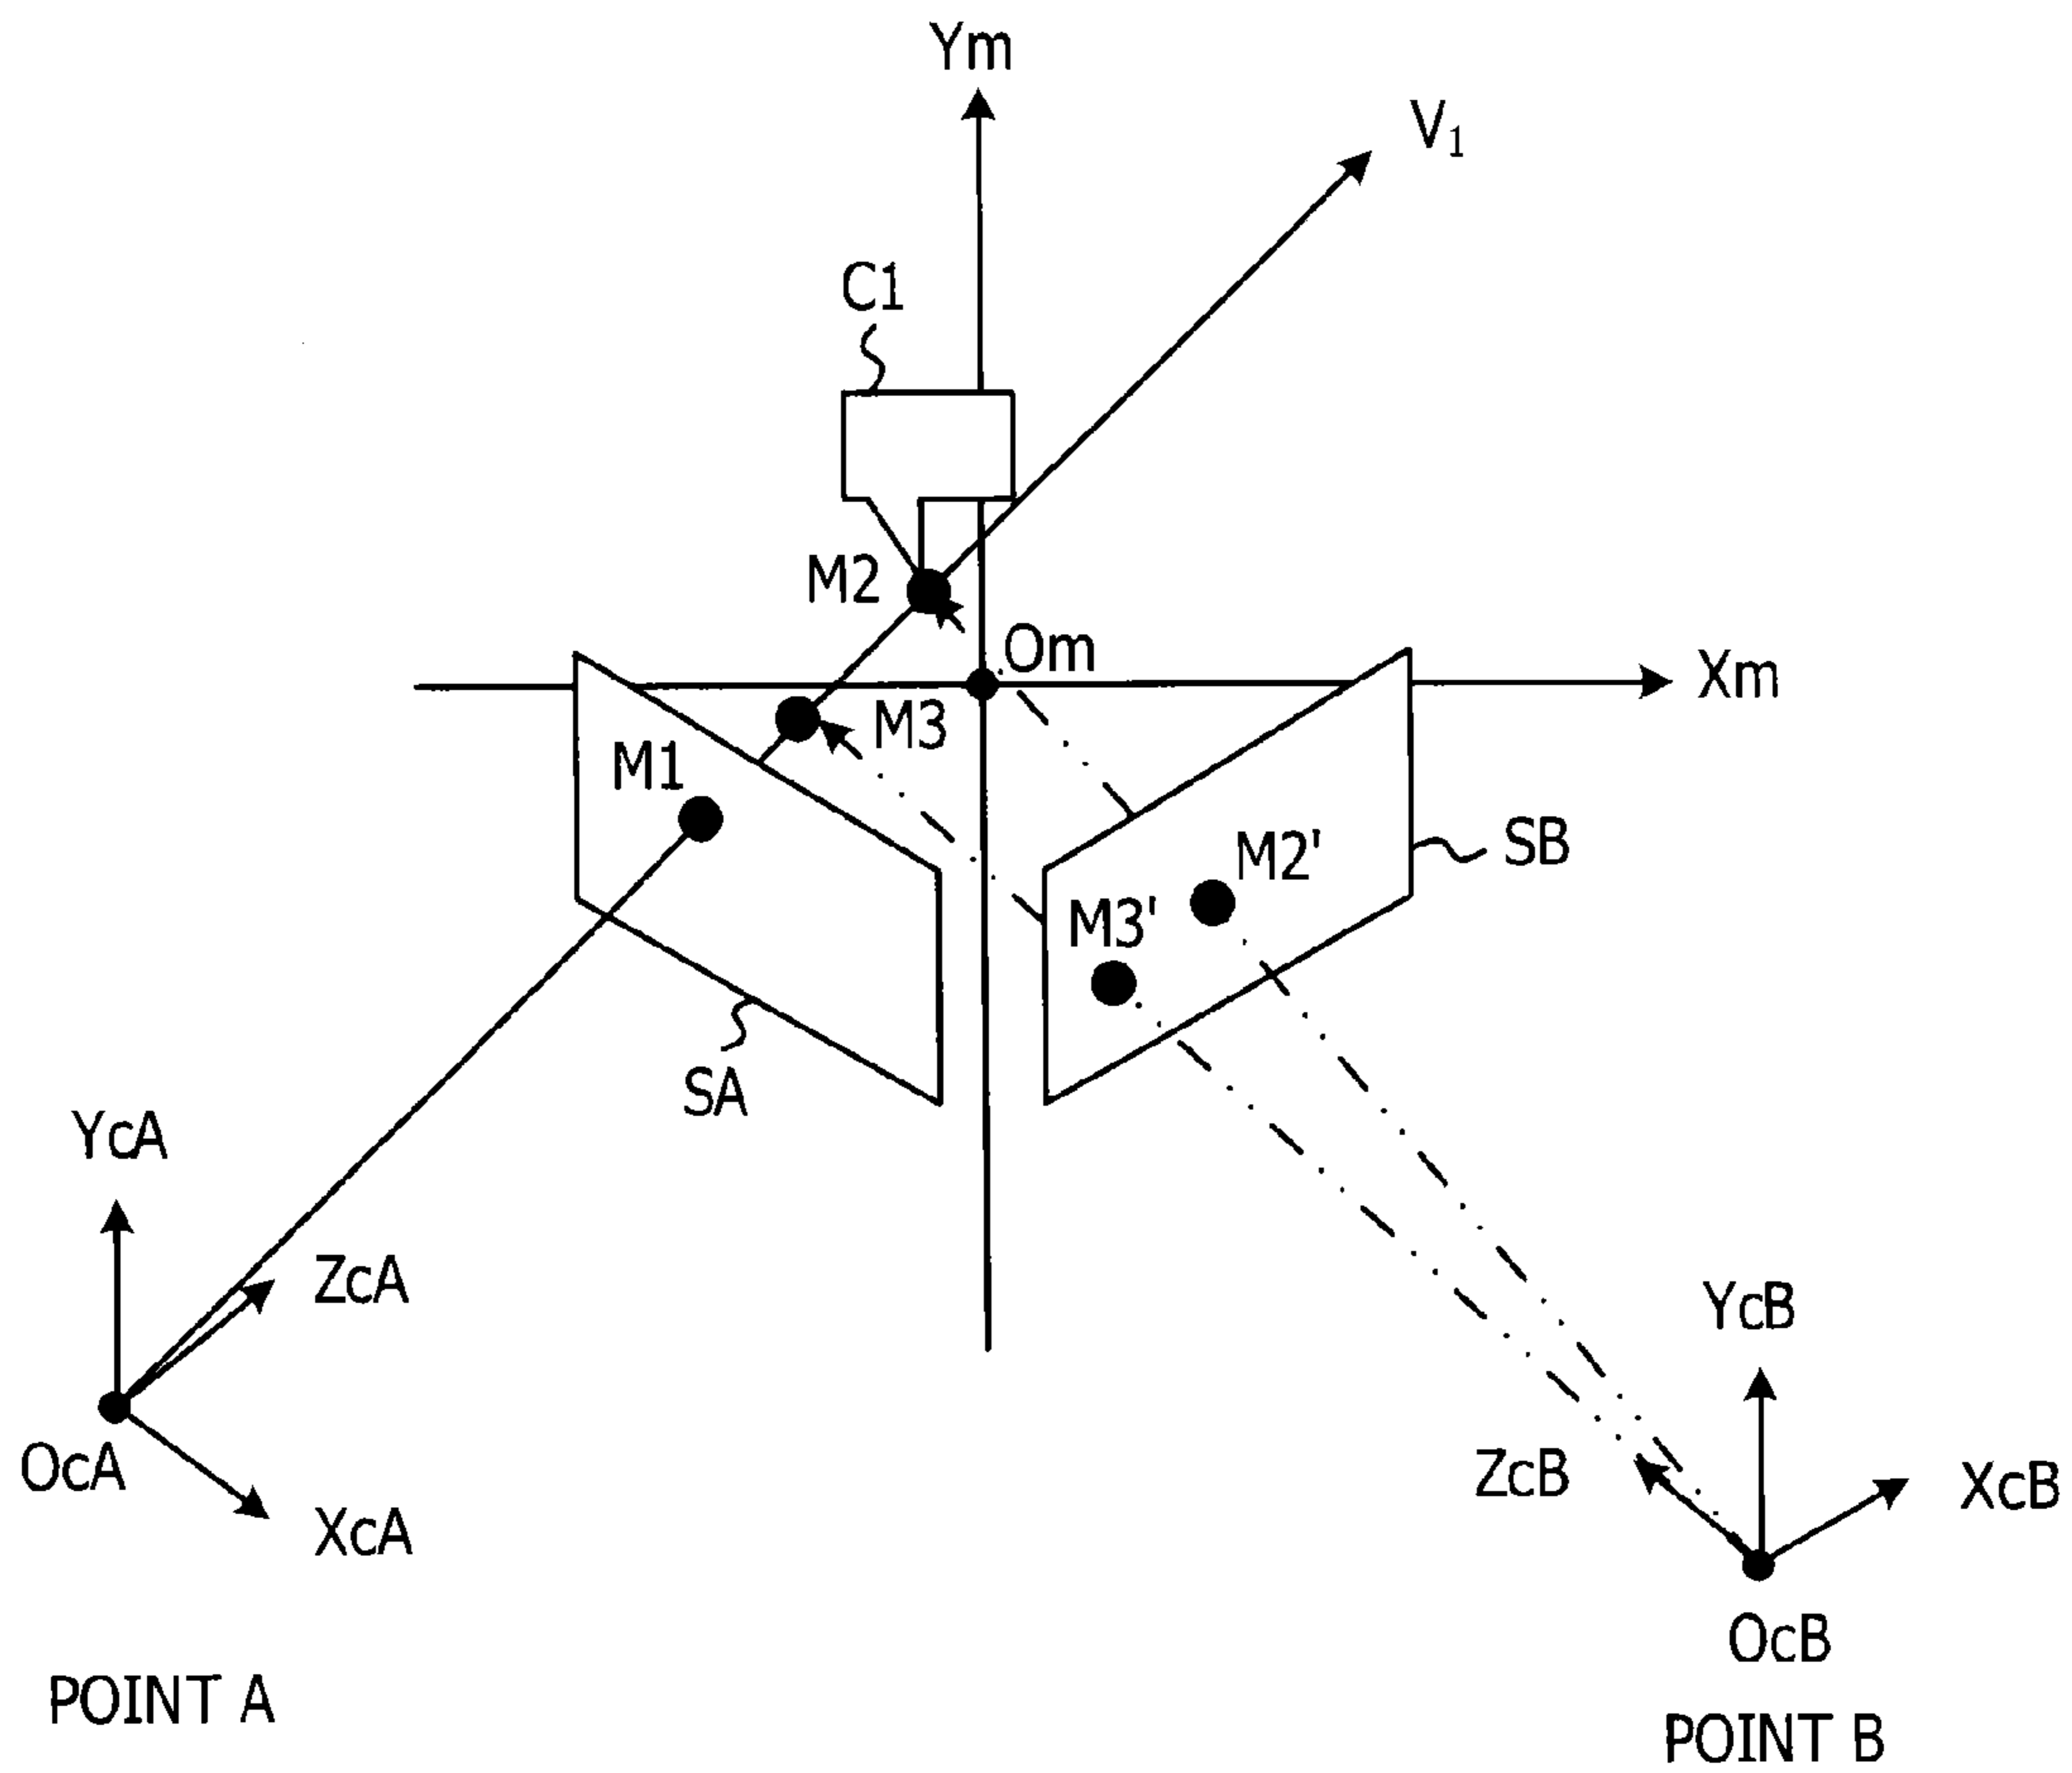 Ym
V1
C1
M2
Om
Xm
M3
M1
M2'
SB
M3'
SA
YcA
ZcA
YcB
OcA
ZcB
XcB
XcA
OcB
POINT A
POINT B